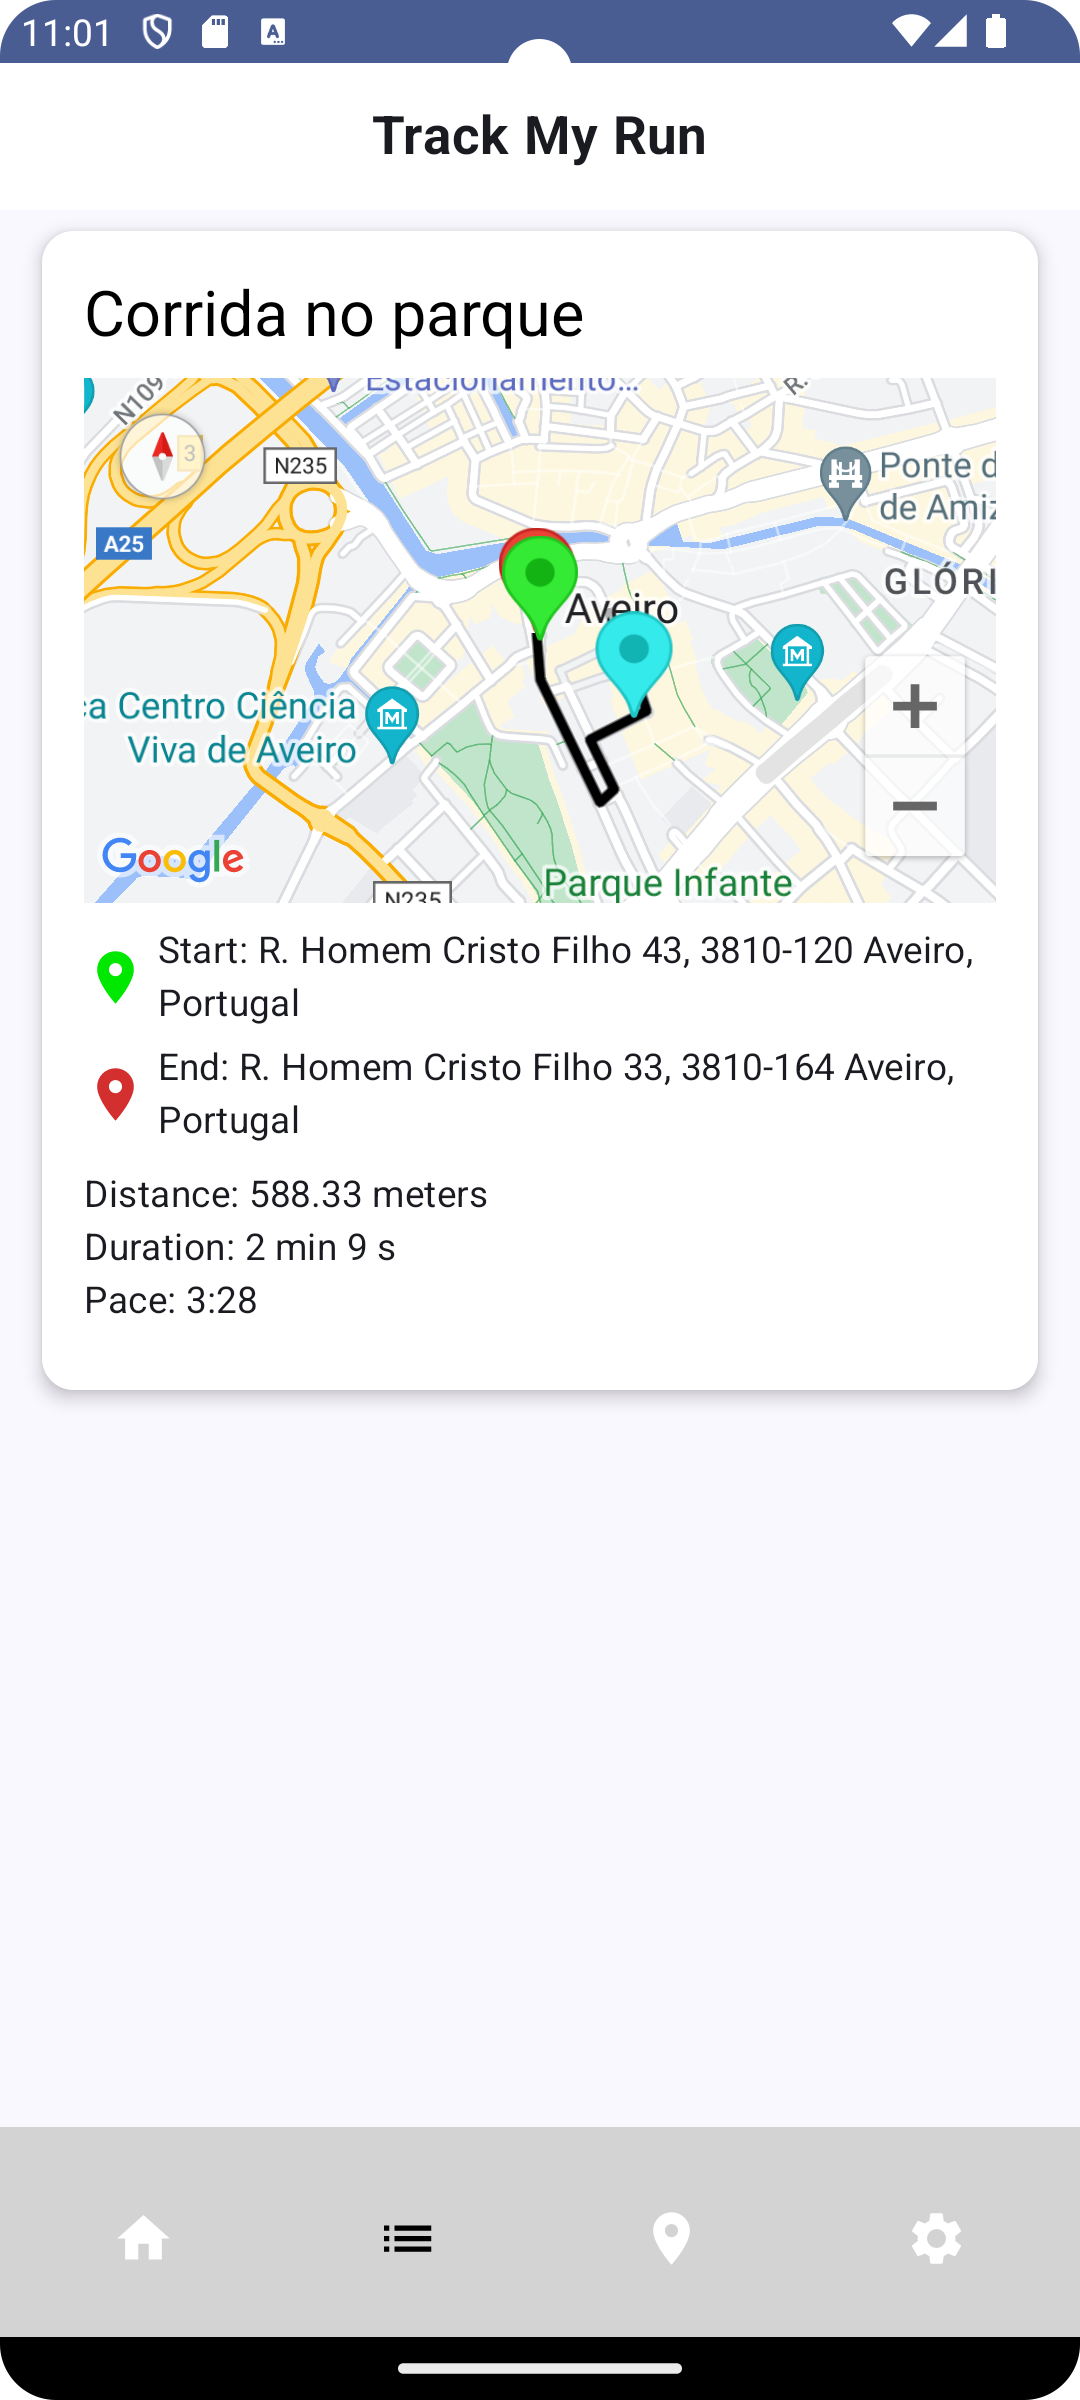 11:01
Track My Run
Corrida no parque
Estacionamento...
R.
N109
3
N235
Ponte d
de Amiz
A25
GLÓRI
Aveiro
ça Centro Ciência
Viva de Aveiro
Google
N235
Parque Infante
Start: R. Homem Cristo Filho 43, 3810-120 Aveiro,
Portugal
End: R. Homem Cristo Filho 33, 3810-164 Aveiro,
Portugal
Distance: 588.33 meters
Duration: 2 min 9 s
Pace: 3:28